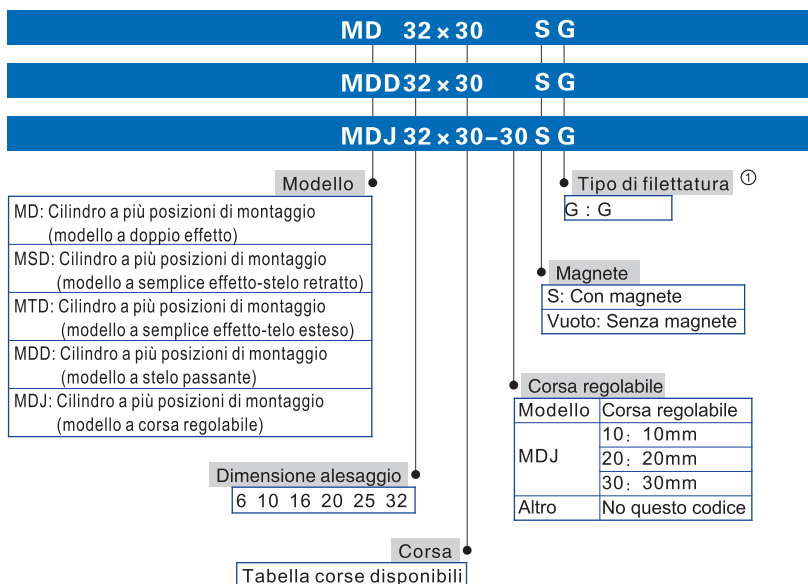 MD 32×30 S G
MDD32×30 S G
MDJ 32×30-30 S G
Modello
MD: Cilindro a più posizioni di montaggio
(modello a doppio effetto)
MSD: Cilindro a più posizioni di montaggio
(modello a semplice effetto-stelo retratto)
MTD: Cilindro a più posizioni di montaggio
(modello a semplice effetto-telo esteso)
MDD: Cilindro a più posizioni di montaggio
(modello a stelo passante)
MDJ: Cilindro a più posizioni di montaggio
(modello a corsa regolabile)
Tipo di filettatura ①
G : G
Magnete
S: Con magnete
Vuoto: Senza magnete
Corsa regolabile
Modello Corsa regolabile
MDJ
10: 10mm
20: 20mm
30: 30mm
Altro No questo codice
Dimensione alesaggio
6 10 16 20 25 32
Corsa
Tabella corse disponibili